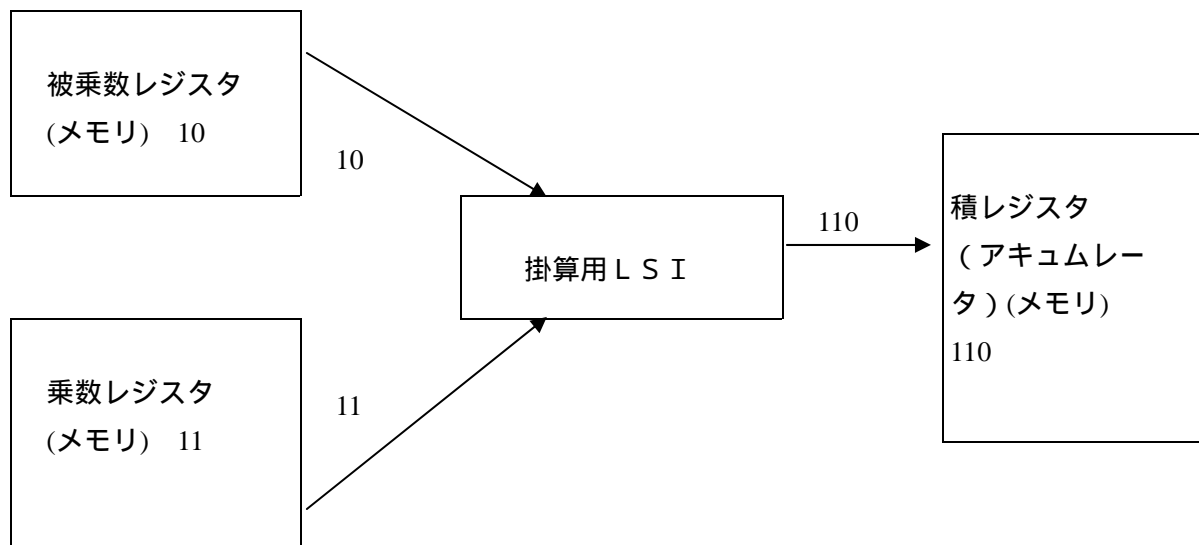 被乗数レジスタ
(メモリ) 10
10
110
積レジスタ
(アキュムレー
タ)(メモリ)
110
掛算用LSI
乗数レジスタ
(メモリ) 11
11